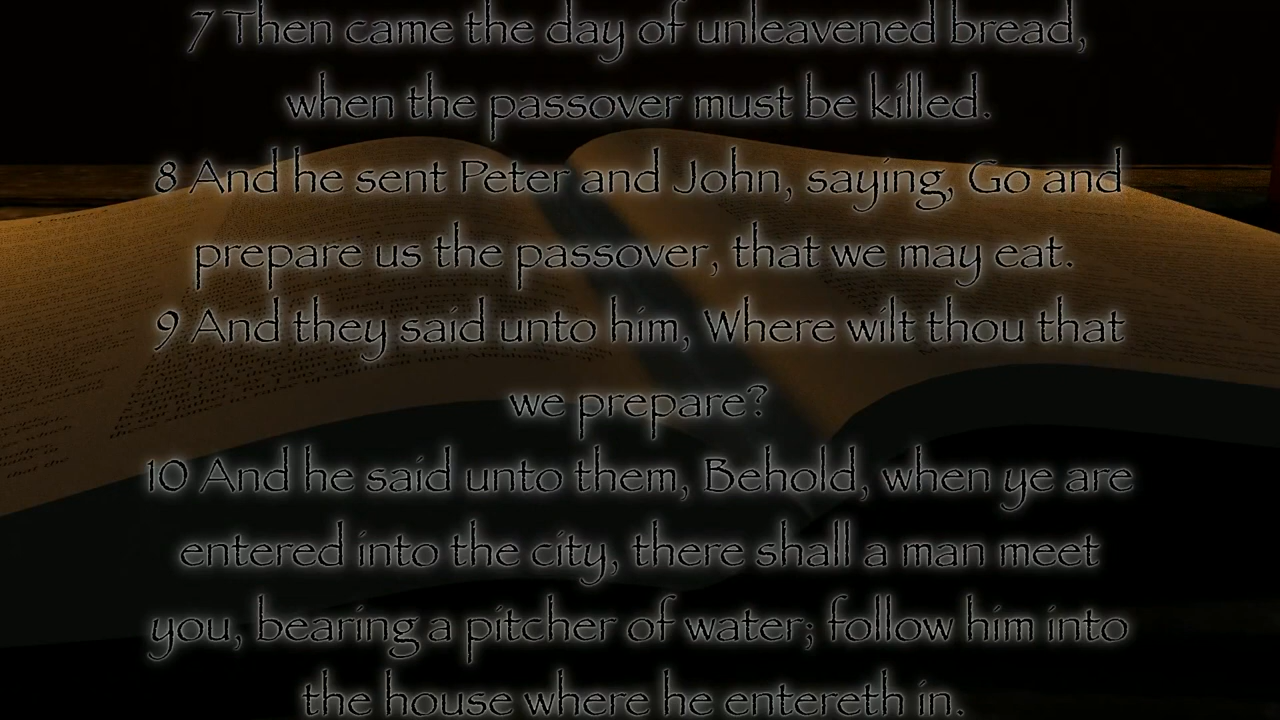 7 Then came the day of unleavened bread,
when the passover must be killed.
8 And he sent Peter and John, saying, Go and
prepare us the passover, that we may eat.
9 And they said unto him, Where wilt thou that
we prepare?
10 And he said unto them, Behold, when ye are
entered into the city, there shall a man meet
you, bearing a pitcher of water; follow him into
the house where he entereth in.